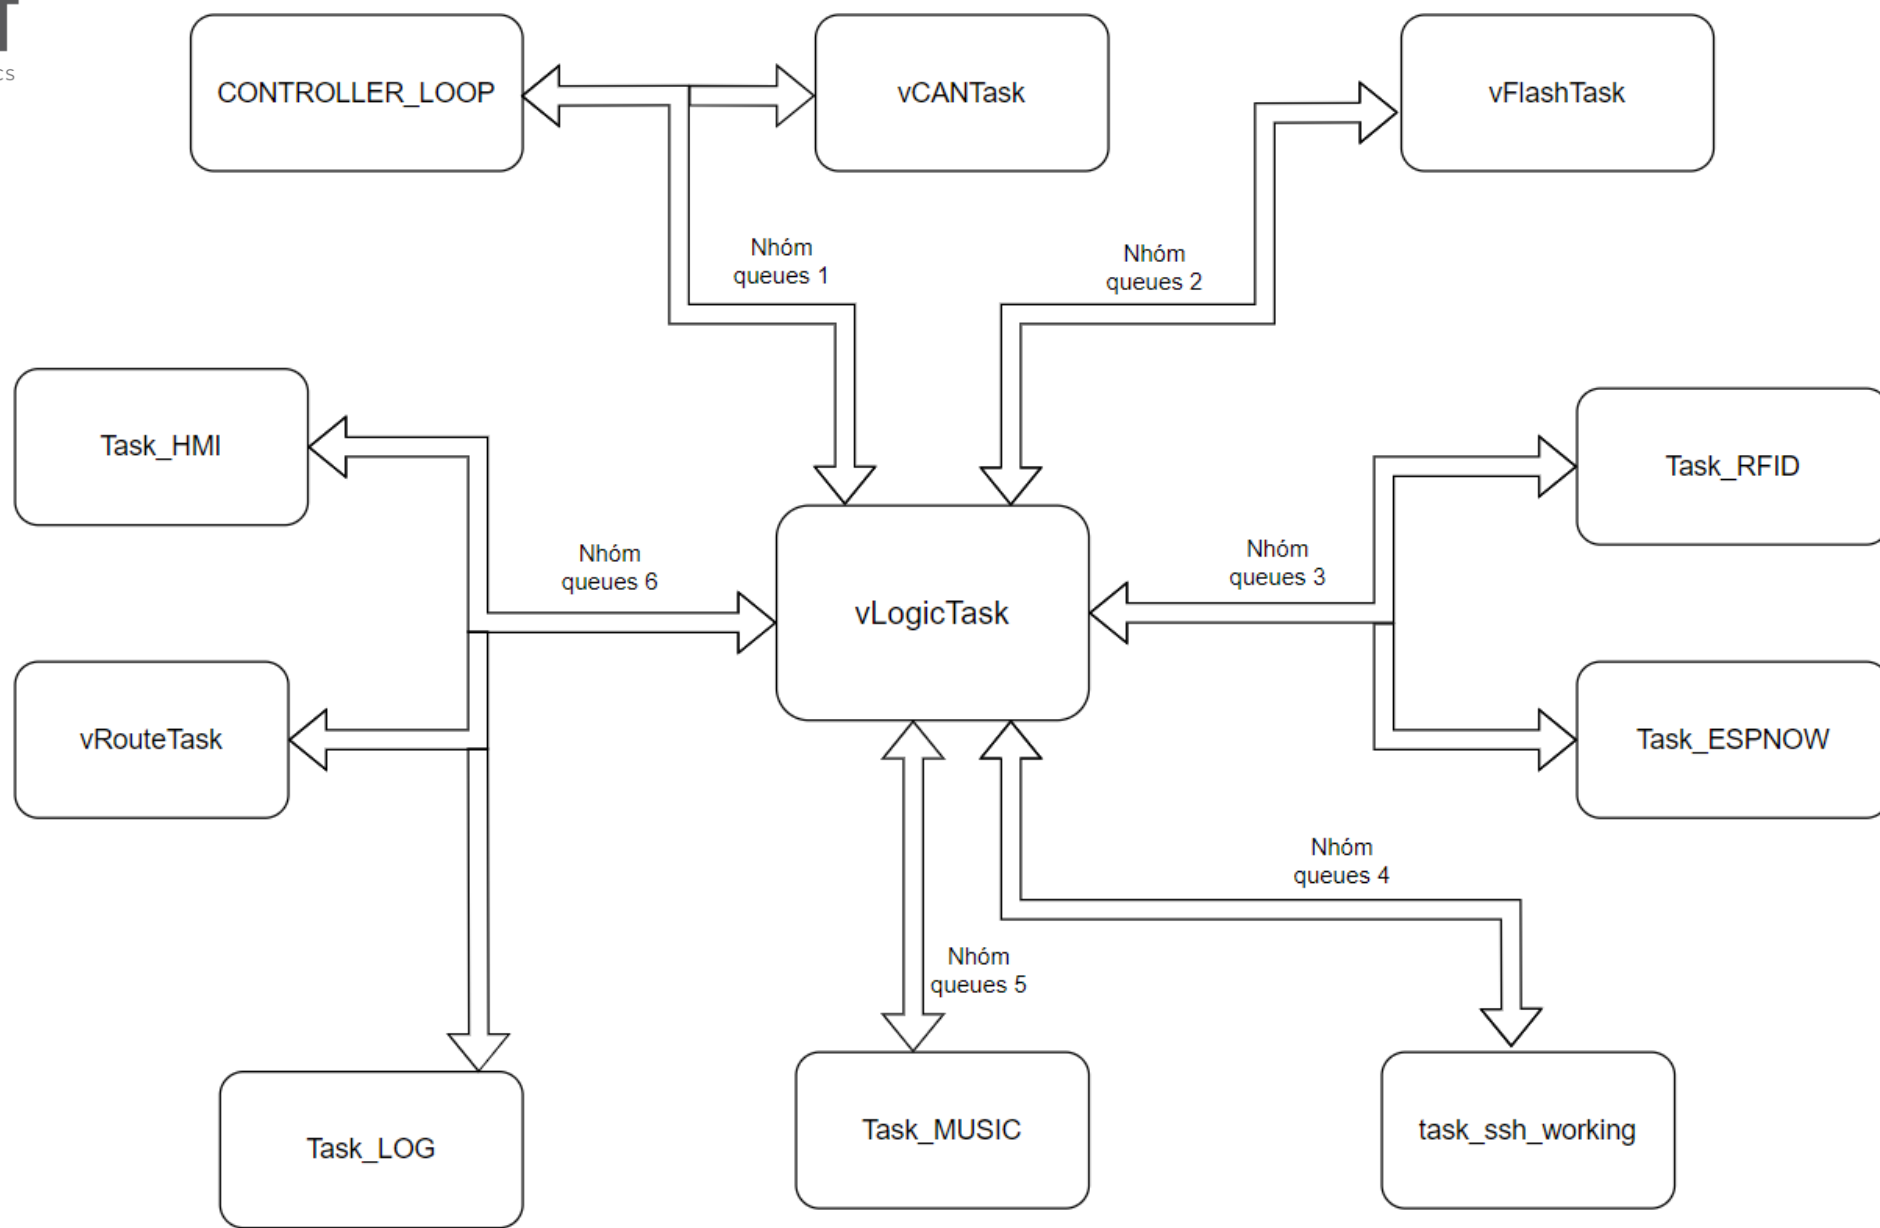 CONTROLLER_LOOP
vCANTask
vFlashTask
Nhóm
queues 1
Nhóm
queues 2
Task_HMI
Task_RFID
Nhóm
queues 6
Nhóm
queues 3
vLogicTask
vRouteTask
Task_ESPNOW
Nhóm
queues 4
Nhóm
queues 5
Task_LOG
Task_MUSIC
task_ssh_working